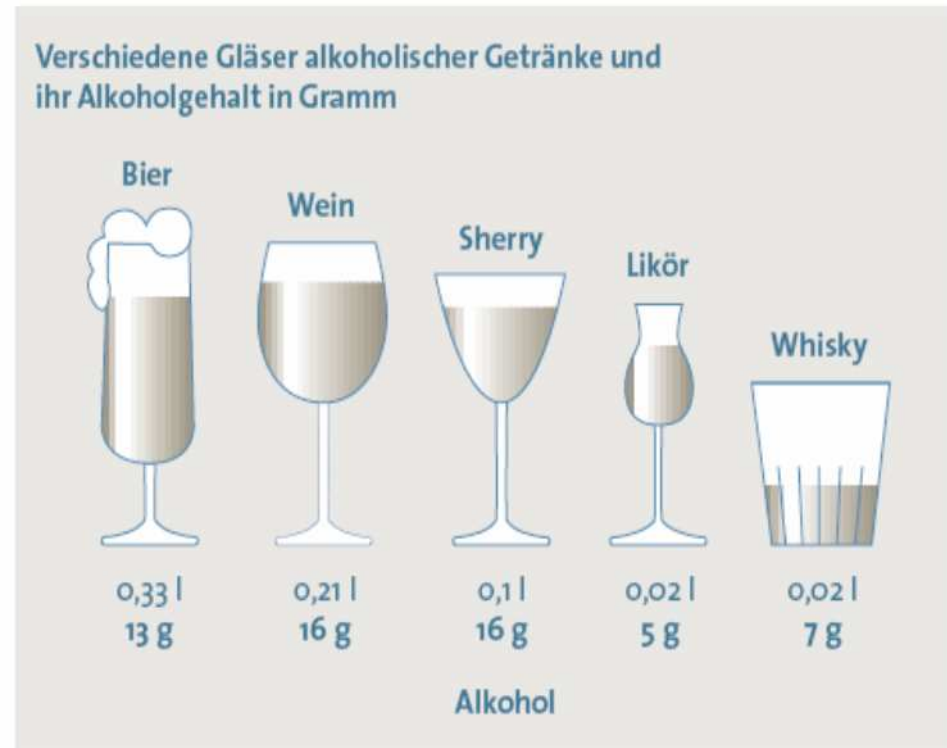 Verschiedene Gläser alkoholischer Getränke und
ihr Alkoholgehalt in Gramm
Bier
Wein
Sherry
Likör
Whisky
0,33 l
0,21 l
0,1 l
0,02 l
0,02 l
13 g
16 g
16 g
5 g
7 g
Alkohol